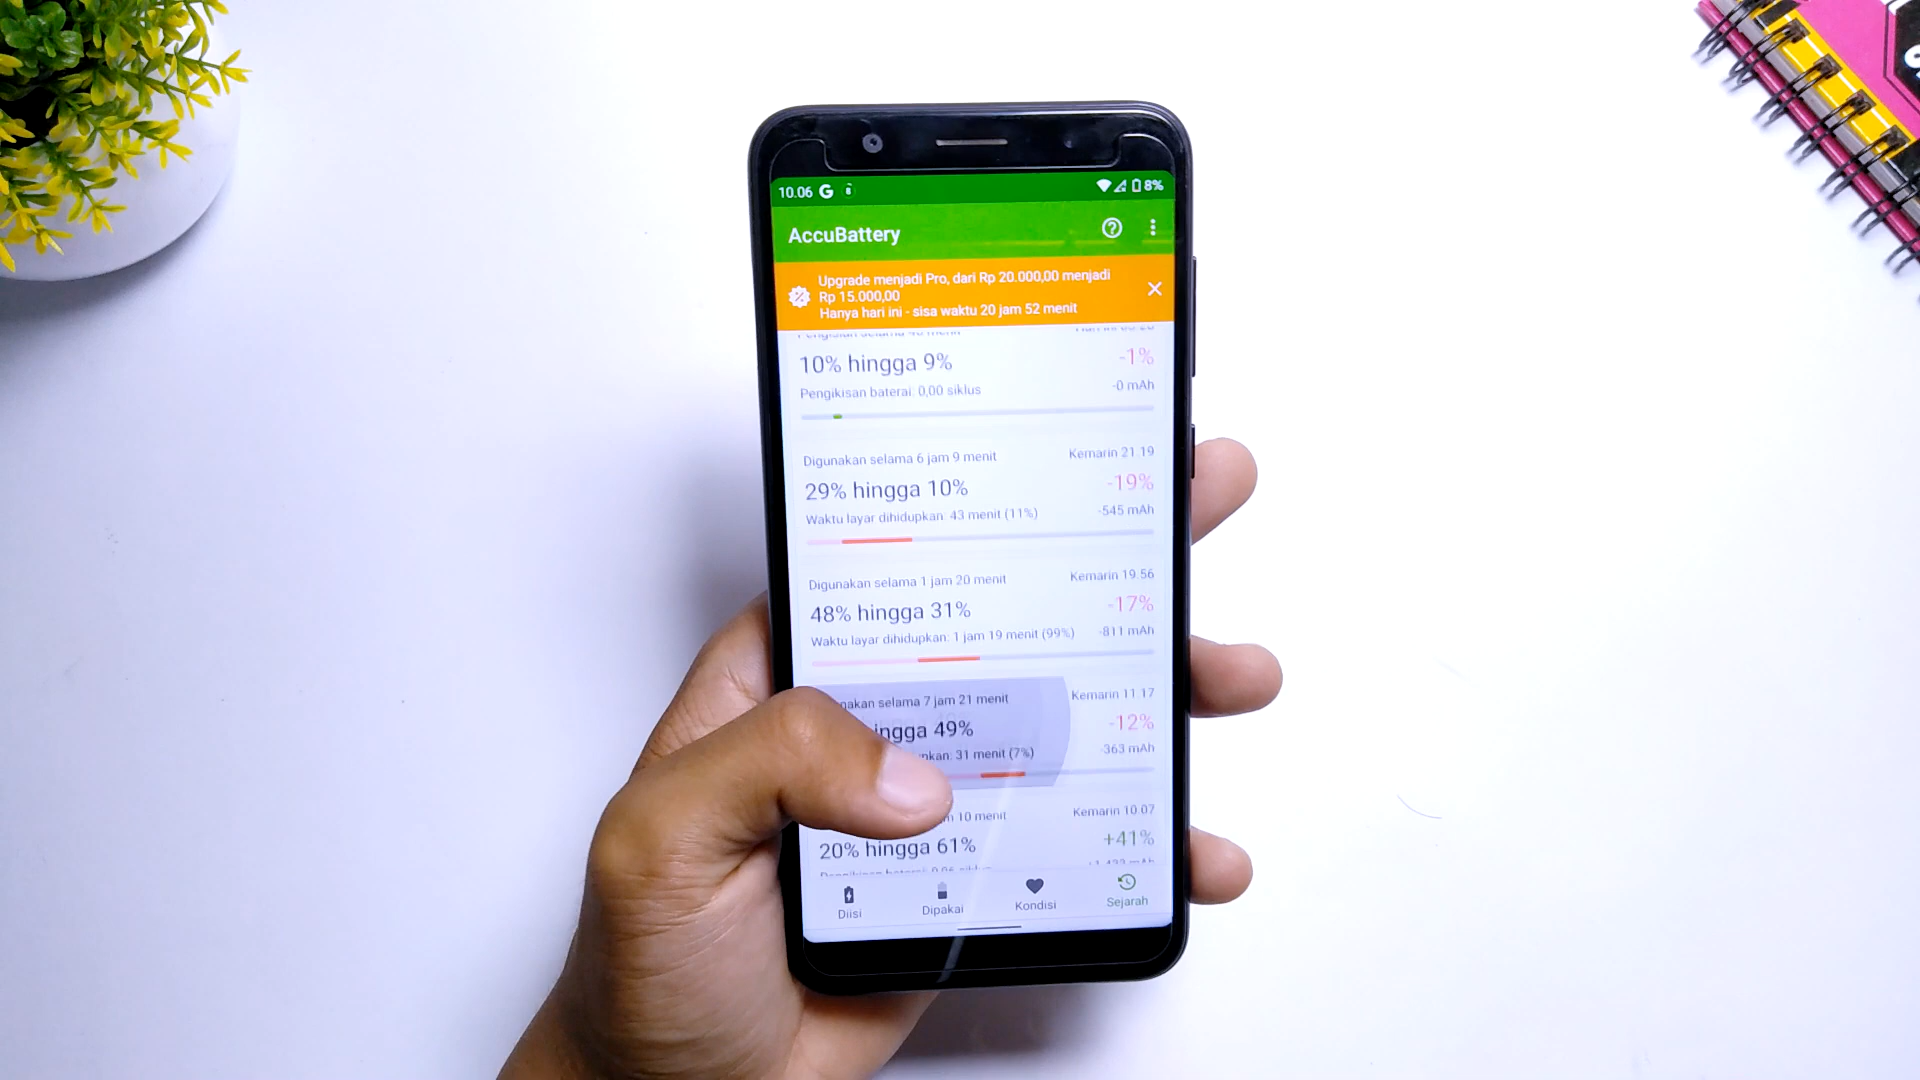 10.06 G 8%
AccuBattery
Upgrade menjadi Pro, dari Rp 20.000,00 menjadi
Rp 15.000,00
Hanya hari ini - sisa waktu 20 jam 52 menit
10% hingga 9% -1%
Pengikisan baterai: 0,00 siklus -0 mAh
Digunakan selama 6 jam 9 menit Kemarin 21.19
29% hingga 10% -19%
Waktu layar dihidupkan: 43 menit (11%) -545 mAh
Digunakan selama 1 jam 20 menit Kemarin 19.56
48% hingga 31% -17%
Waktu layar dihidupkan: 1 jam 19 menit (99%) -811 mAh
nakan selama 7 jam 21 menit Kemarin 11.17
ingga 49% -12%
nkan: 31 menit (7%) -363 mAh
10 menit Kemarin 10.07
20% hingga 61% +41%
Diisi Dipakai Kondisi Sejarah